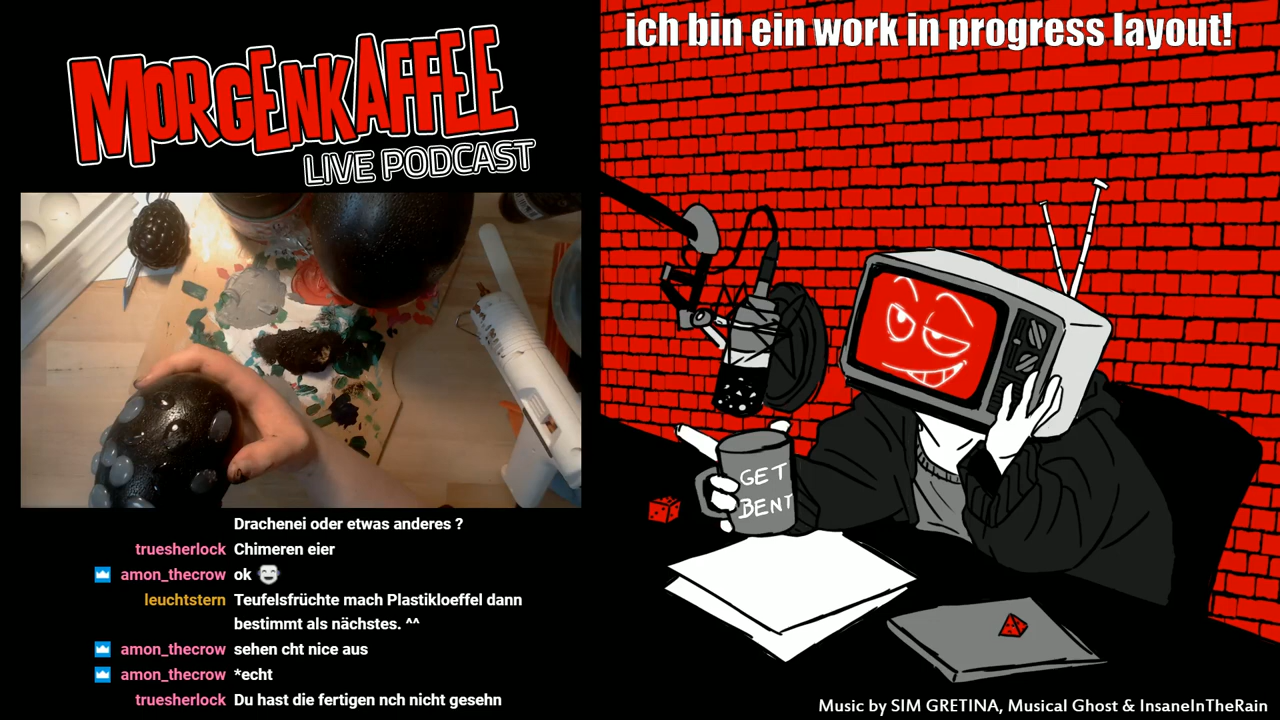 MORGENKAFFEE
LIVE PODCAST
ich bin ein work in progress layout!
GET
BENT
Drachenei oder etwas anderes ?
truesherlock Chimeren eier
amon_thecrow ok
leuchtstern Teufelsfrüchte mach Plastikloeffel dann
bestimmt als nächstes. ^^
amon_thecrow sehen cht nice aus
amon_thecrow *echt
truesherlock Du hast die fertigen nch nicht gesehn
Music by SIM GRETINA, Musical Ghost & InsaneInTheRain